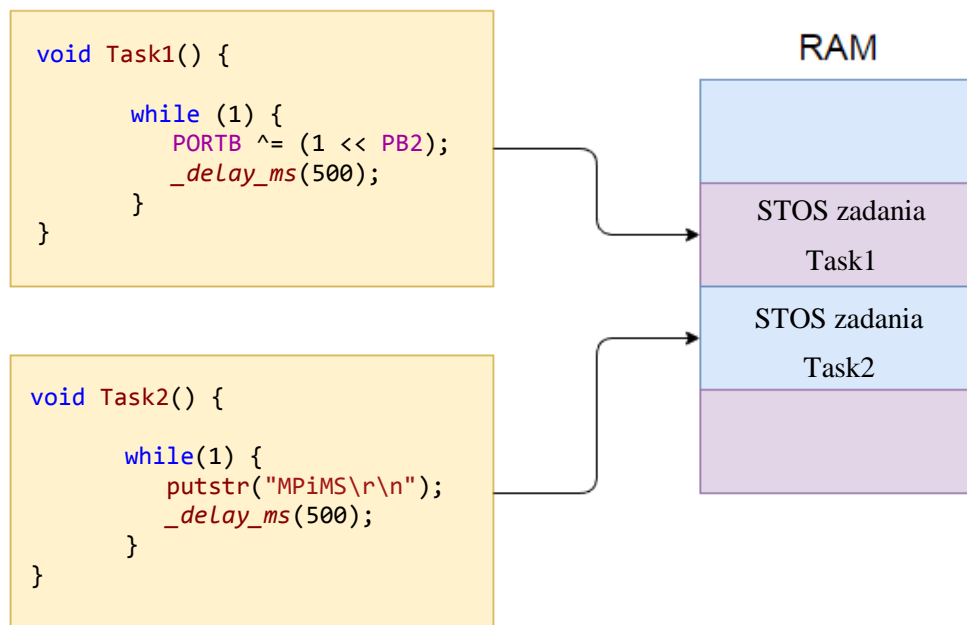 void Task1() {
while (1) {
PORTB ^= (1 << PB2);
_delay_ms(500);
}
}
RAM
STOS zadania
Task1
STOS zadania
Task2
void Task2() {
while(1) {
putstr("MPiMS\r\n");
_delay_ms(500);
}
}